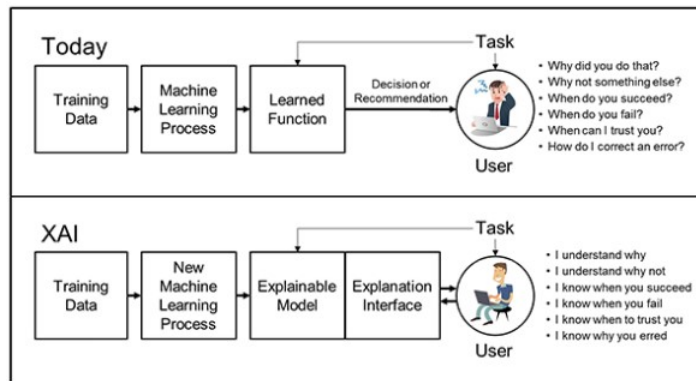 Today
Task
Training
Data
Machine
Learning
Process
Learned
Function
Decision or
Recommendation
User
• Why did you do that?
• Why not something else?
• When do you succeed?
• When do you fail?
• When can I trust you?
• How do I correct an error?
XAI
Task
Training
Data
New
Machine
Learning
Process
Explainable
Model
Explanation
Interface
User
• I understand why
• I understand why not
• I know when you succeed
• I know when you fail
• I know when to trust you
• I know why you erred